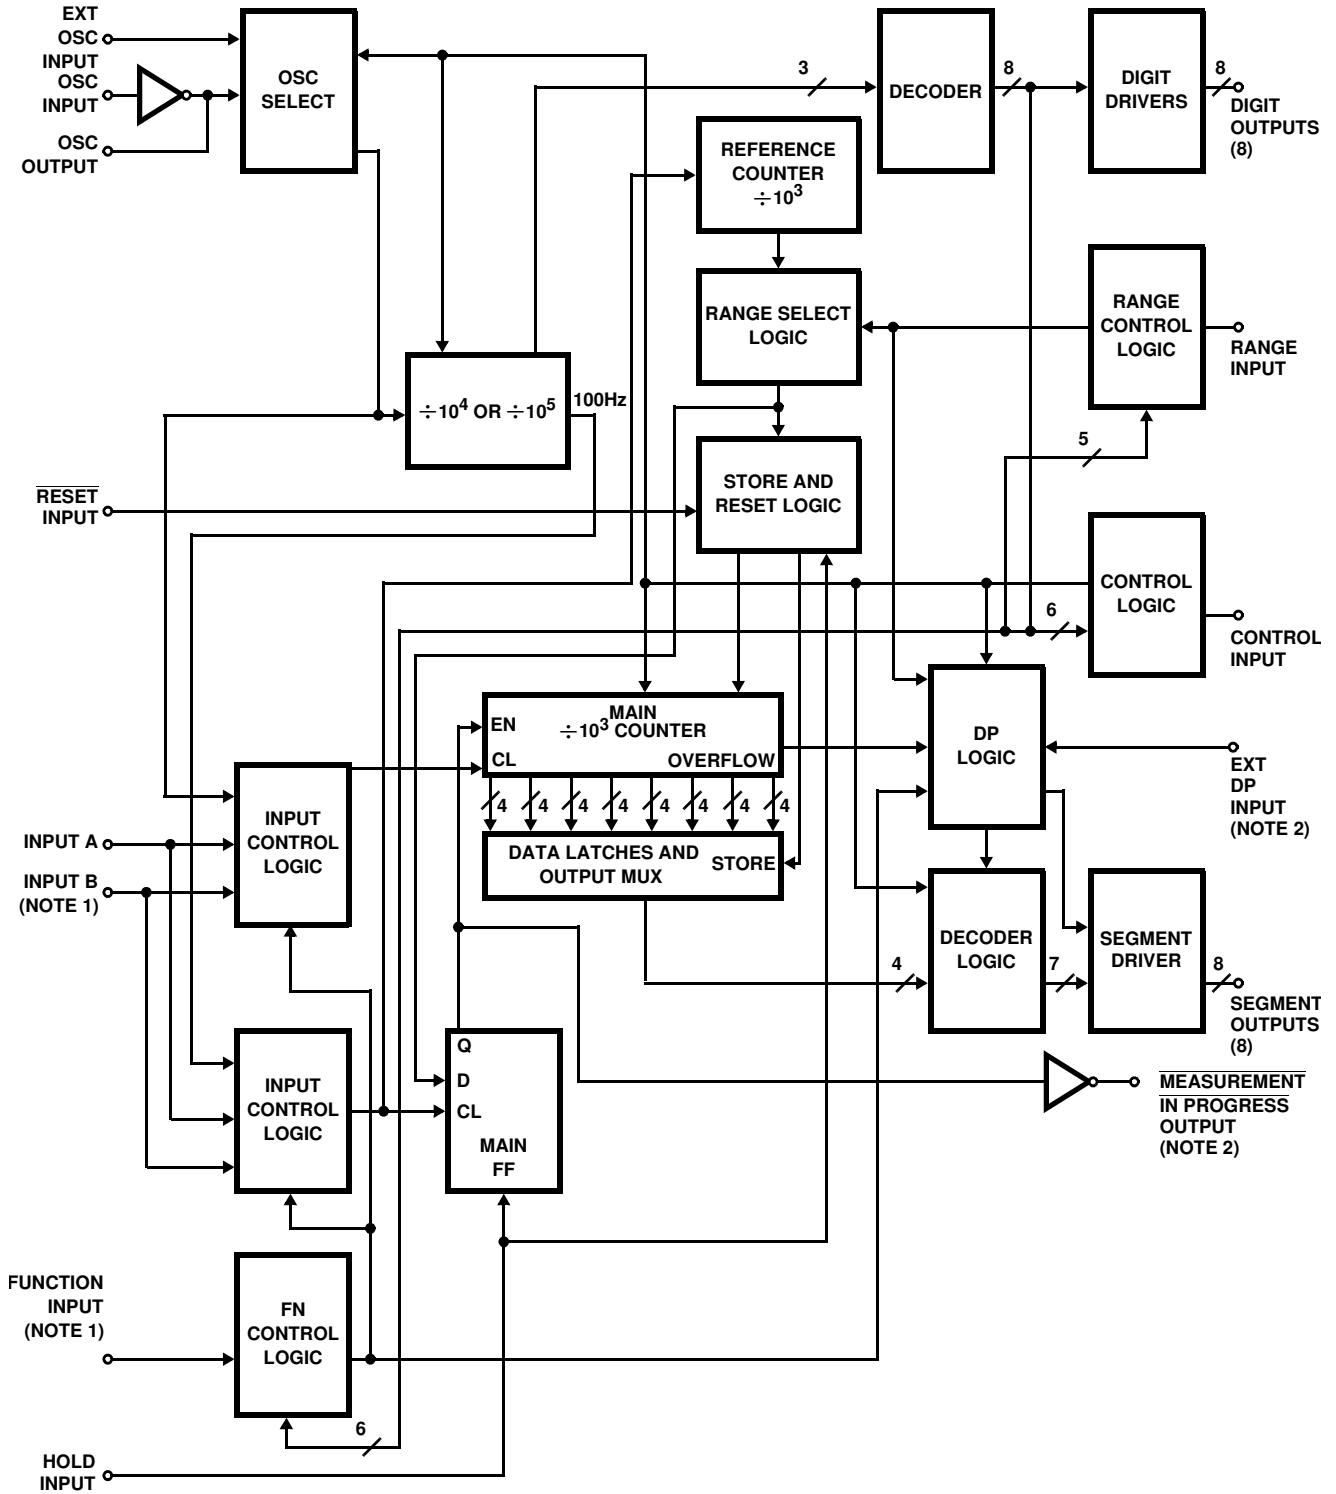 EXT
OSC
INPUT
OSC
INPUT
OSC
OUTPUT
OSC
SELECT
3
DECODER
8
DIGIT
DRIVERS
8
DIGIT
OUTPUTS
(8)
REFERENCE
COUNTER
÷10³
RANGE SELECT
LOGIC
RANGE
CONTROL
LOGIC
RANGE
INPUT
÷10⁴ OR ÷10⁵
100Hz
5
RESET
INPUT
STORE AND
RESET LOGIC
CONTROL
LOGIC
6
CONTROL
INPUT
MAIN
÷10³ COUNTER
EN
CL
OVERFLOW
DP
LOGIC
EXT
DP
INPUT
(NOTE 2)
4 4 4 4 4 4 4 4
INPUT
CONTROL
LOGIC
INPUT A
INPUT B
(NOTE 1)
DATA LATCHES AND
OUTPUT MUX
STORE
4
DECODER
LOGIC
7
SEGMENT
DRIVER
8
SEGMENT
OUTPUTS
(8)
INPUT
CONTROL
LOGIC
Q
D
CL
MAIN
FF
MEASUREMENT
IN PROGRESS
OUTPUT
(NOTE 2)
FUNCTION
INPUT
(NOTE 1)
FN
CONTROL
LOGIC
6
HOLD
INPUT